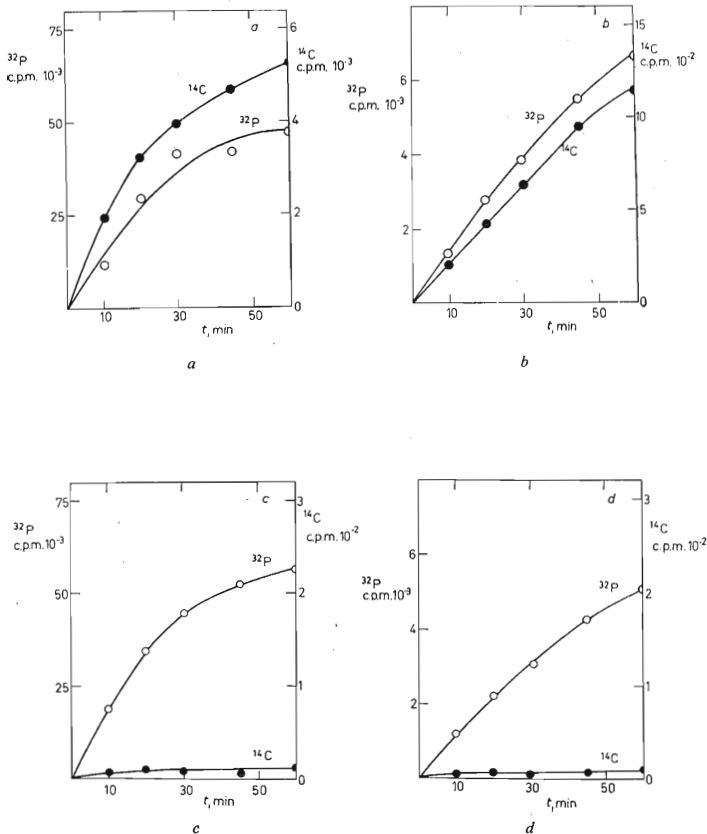 a
75
50
25
³²P
c.p.m. 10⁻³
¹⁴C
³²P
6
4
2
0
¹⁴C
c.p.m. 10⁻³
10
30
50
t, min
a
b
6
4
2
³²P
c.p.m. 10⁻³
³²P
¹⁴C
15
10
5
0
¹⁴C
c.p.m. 10⁻²
10
30
50
t, min
b
c
75
50
25
³²P
c.p.m. 10⁻³
³²P
¹⁴C
3
2
1
0
¹⁴C
c.p.m. 10⁻²
10
30
50
t, min
c
d
6
4
2
³²P
c.p.m. 10⁻³
³²P
¹⁴C
3
2
1
0
¹⁴C
c.p.m. 10⁻²
10
30
50
t, min
d